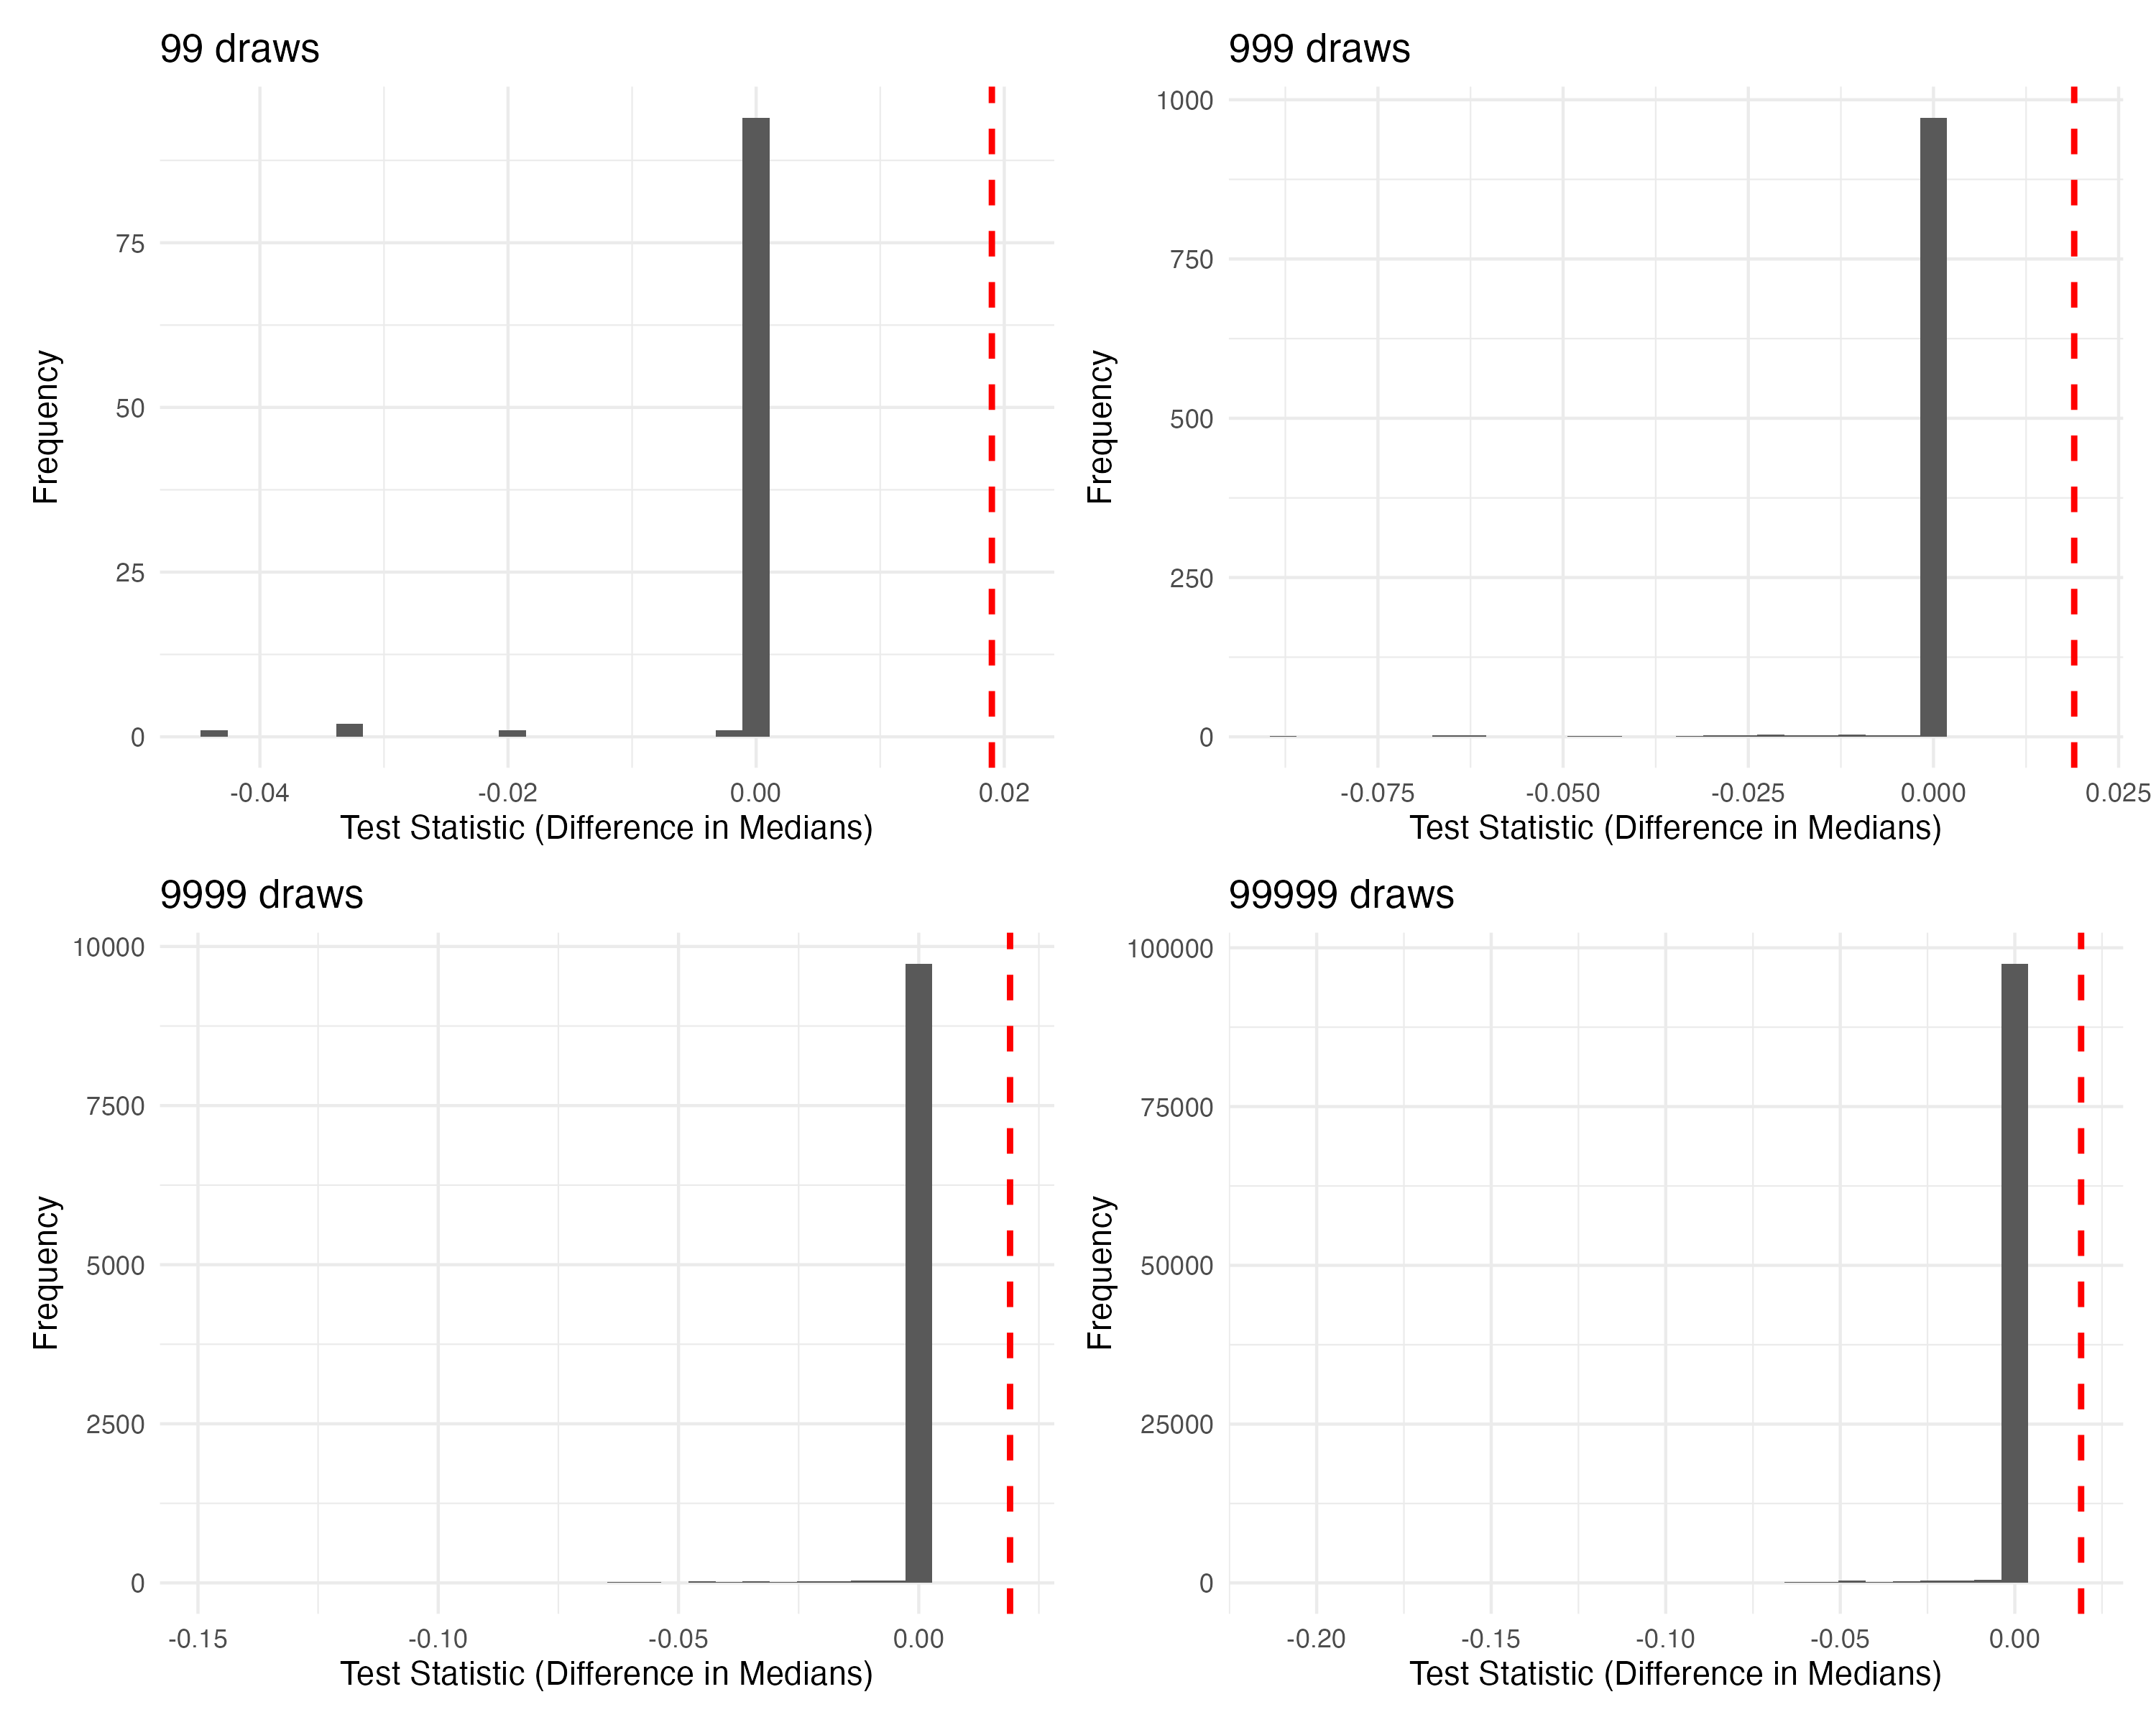 99 draws
Frequency
75
50
25
0
-0.04 -0.02 0.00 0.02
Test Statistic (Difference in Medians)
999 draws
Frequency
1000
750
500
250
0
-0.075 -0.050 -0.025 0.000 0.025
Test Statistic (Difference in Medians)
9999 draws
Frequency
10000
7500
5000
2500
0
-0.15 -0.10 -0.05 0.00
Test Statistic (Difference in Medians)
99999 draws
Frequency
100000
75000
50000
25000
0
-0.20 -0.15 -0.10 -0.05 0.00
Test Statistic (Difference in Medians)